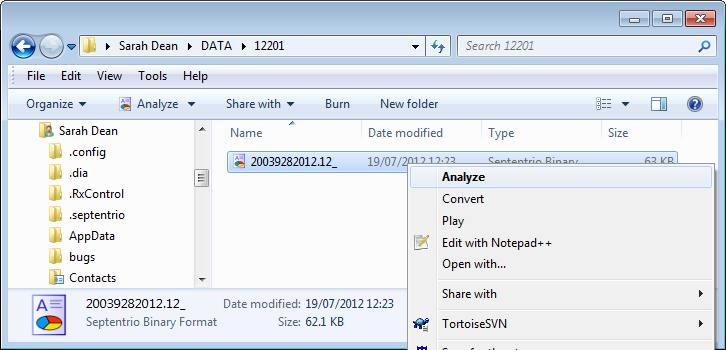 Sarah Dean ▸ DATA ▸ 12201
Search 12201
File Edit View Tools Help
Organize Analyze Share with Burn New folder
Sarah Dean
.config
.dia
.RxControl
.septentrio
AppData
bugs
Contacts
Name Date modified Type Size
20039282012.12_ 19/07/2012 12:23 Septentrio Binary 63 KB
Analyze
Convert
Play
Edit with Notepad++
Open with...
Share with
TortoiseSVN
20039282012.12_ Date modified: 19/07/2012 12:23
Septentrio Binary Format Size: 62.1 KB